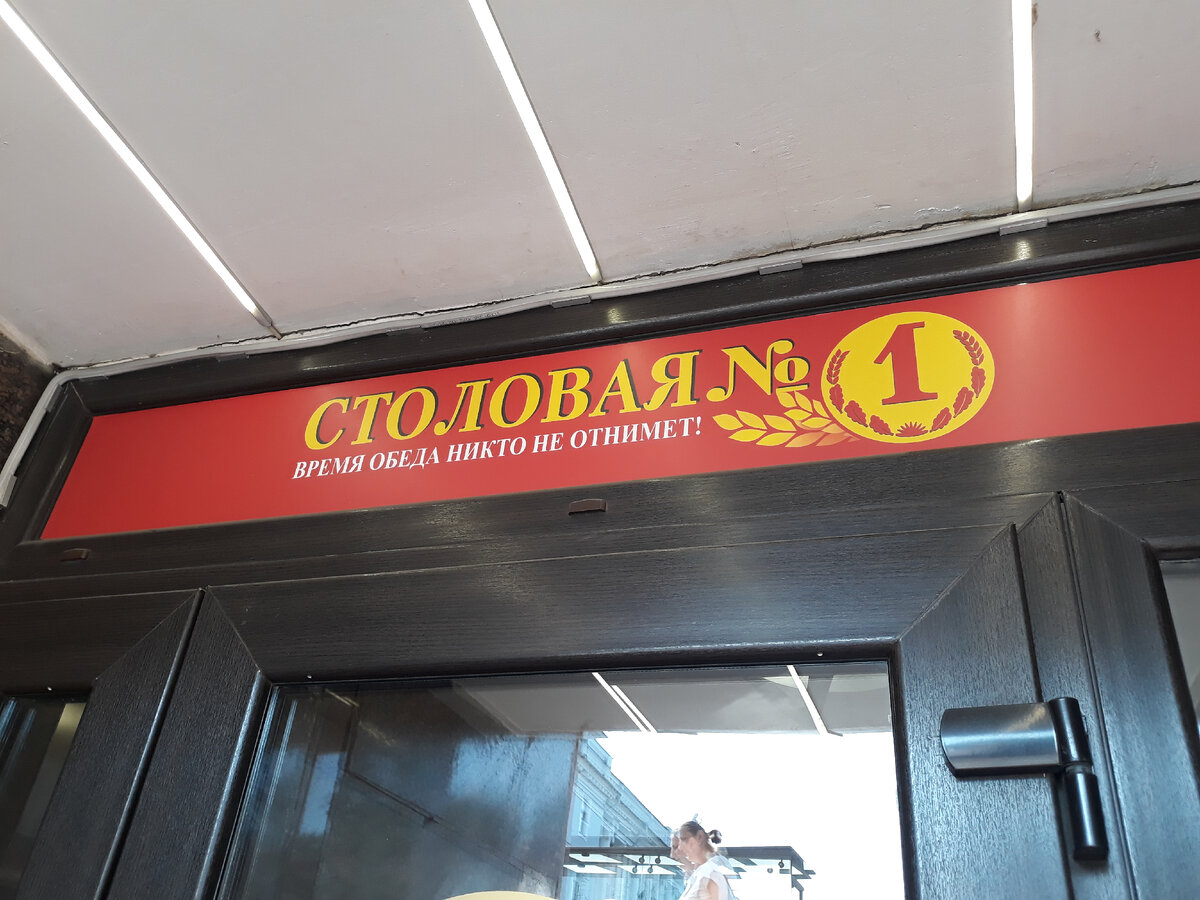 СТОЛОВАЯ № 1
ВРЕМЯ ОБЕДА НИКТО НЕ ОТНИМЕТ!